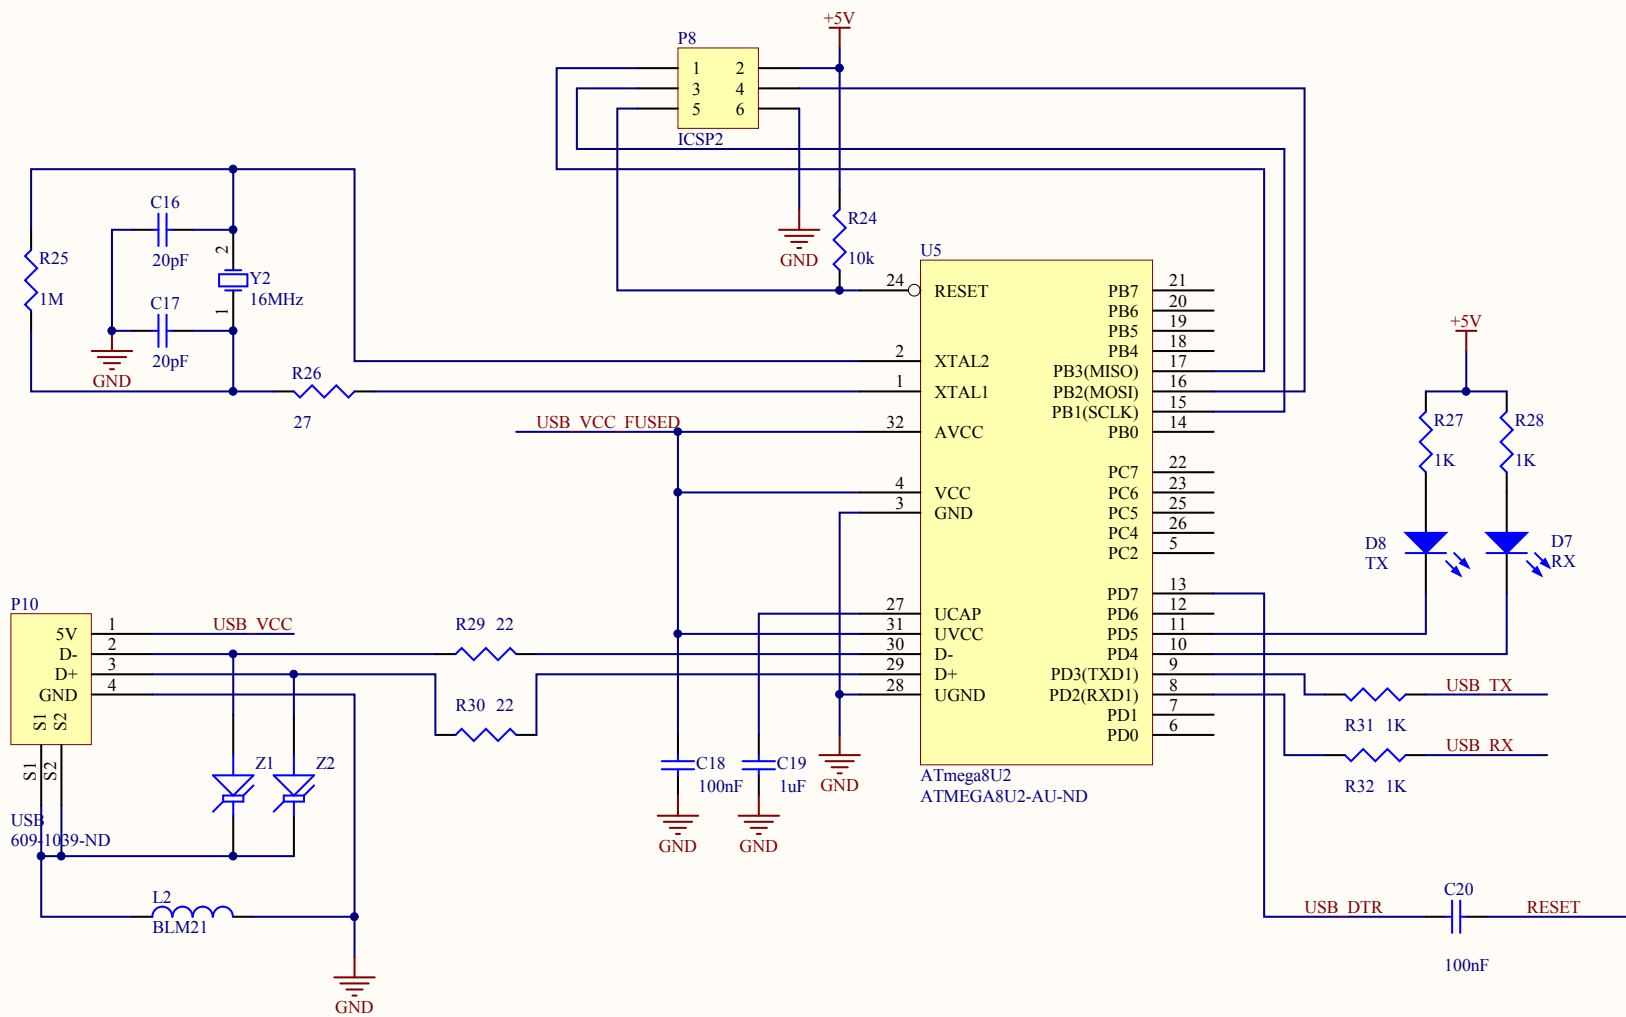 +5V
P8
1 2
3 4
5 6
ICSP2
GND
R24
10k
C16
20pF
R25
1M
2
Y2
16MHz
1
C17
20pF
GND
R26
27
U5
24 RESET
2 XTAL2
1 XTAL1
USB_VCC_FUSED
32 AVCC
4 VCC
3 GND
27 UCAP
31 UVCC
30 D-
29 D+
28 UGND
PB7 21
PB6 20
PB5 19
PB4 18
PB3(MISO) 17
PB2(MOSI) 16
PB1(SCLK) 15
PB0 14
PC7 22
PC6 23
PC5 25
PC4 26
PC2 5
PD7 13
PD6 12
PD5 11
PD4 10
PD3(TXD1) 9
PD2(RXD1) 8
PD1 7
PD0 6
ATmega8U2
ATMEGA8U2-AU-ND
+5V
R27
1K
R28
1K
D8
TX
D7
RX
USB_TX
R31 1K
USB_RX
R32 1K
P10
5V 1
D- 2
D+ 3
GND 4
S1 S2
S1 S2
USB
609-1039-ND
USB_VCC
R29 22
R30 22
Z1
Z2
L2
BLM21
GND
C18
100nF
GND
C19
1uF
GND
GND
USB_DTR
C20
100nF
RESET